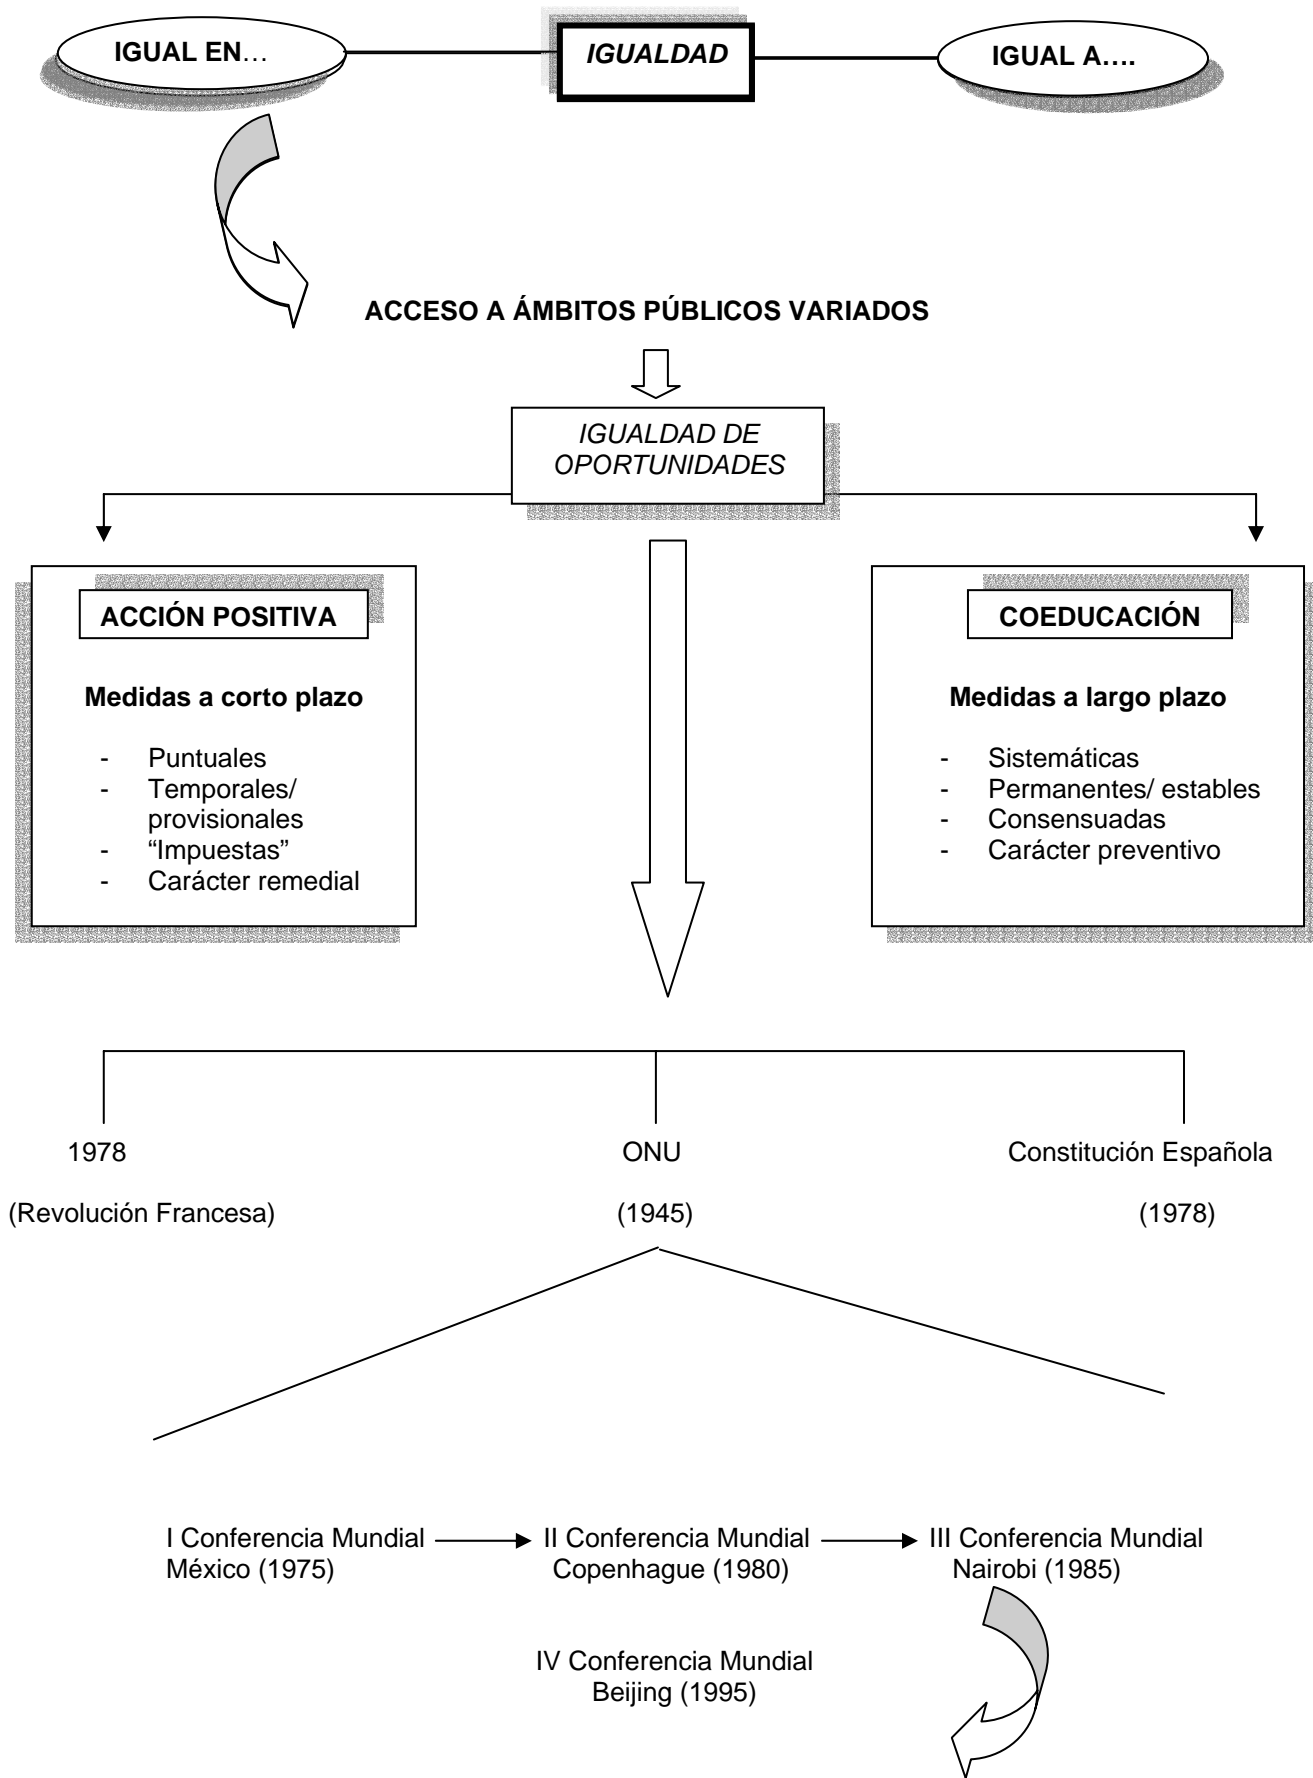 IGUAL EN…
IGUALDAD
IGUAL A….
ACCESO A ÁMBITOS PÚBLICOS VARIADOS
IGUALDAD DE
OPORTUNIDADES
ACCIÓN POSITIVA
Medidas a corto plazo
- Puntuales
- Temporales/
provisionales
- “Impuestas”
- Carácter remedial
COEDUCACIÓN
Medidas a largo plazo
- Sistemáticas
- Permanentes/ estables
- Consensuadas
- Carácter preventivo
1978
(Revolución Francesa)
ONU
(1945)
Constitución Española
(1978)
I Conferencia Mundial
México (1975)
II Conferencia Mundial
Copenhague (1980)
III Conferencia Mundial
Nairobi (1985)
IV Conferencia Mundial
Beijing (1995)